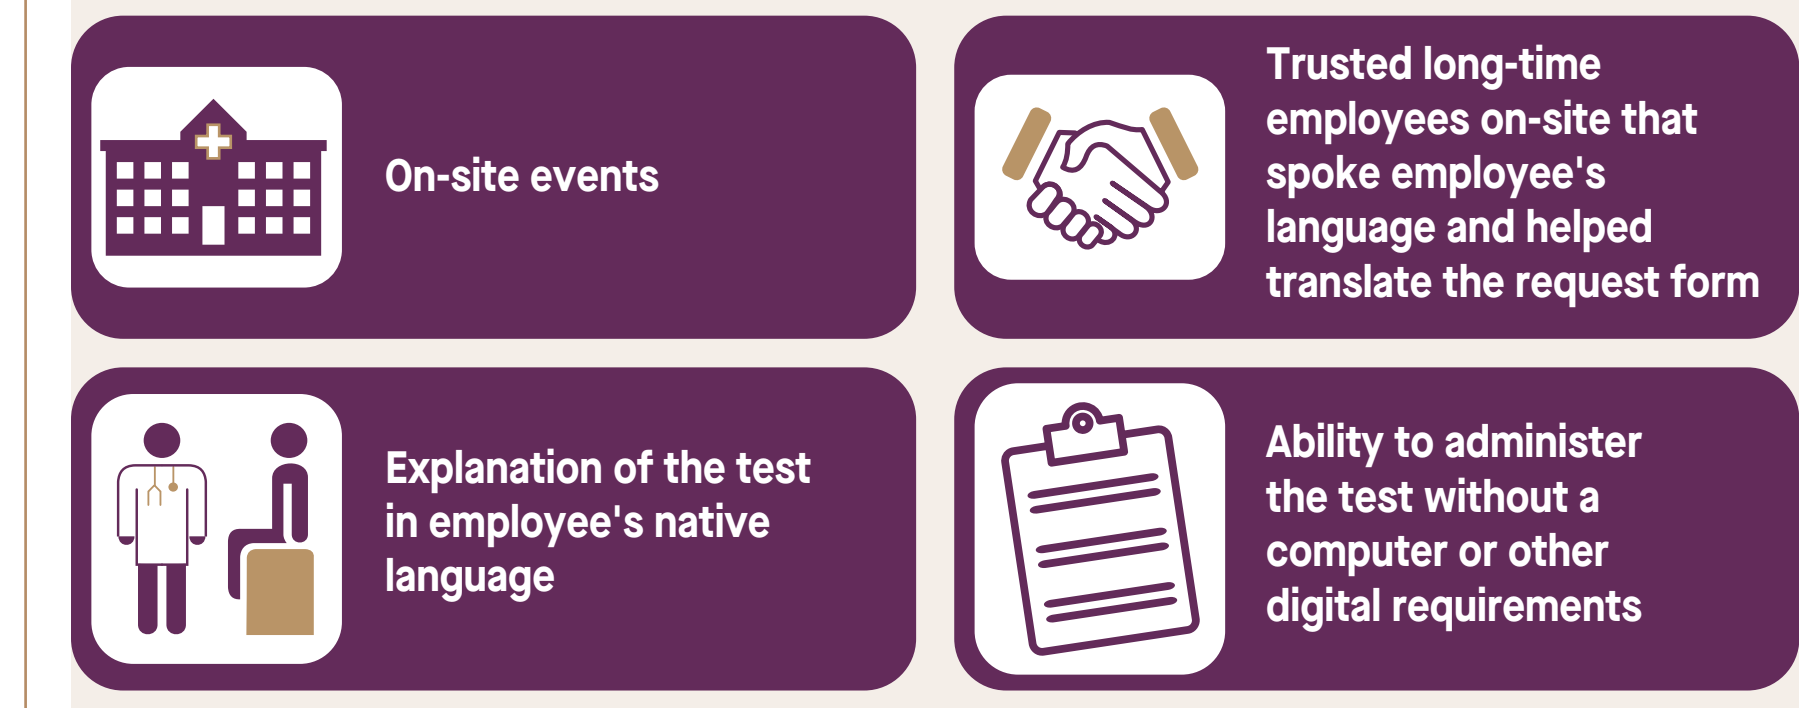 On-site events
Trusted long-time
employees on-site that
spoke employee's
language and helped
translate the request form
Explanation of the test
in employee's native
language
Ability to administer
the test without a
computer or other
digital requirements